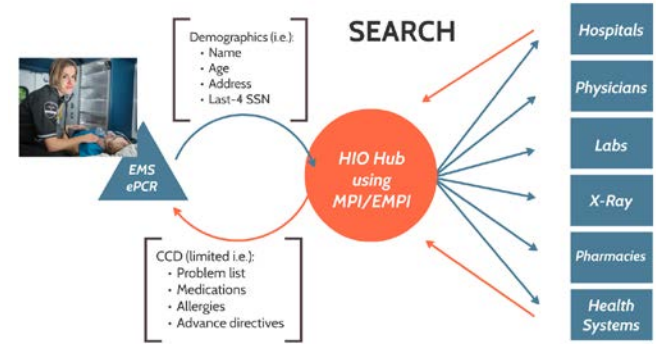 SEARCH
Demographics (i.e.):
• Name
• Age
• Address
• Last-4 SSN
EMS
ePCR
HIO Hub
using
MPI/EMPI
CCD (limited i.e.):
• Problem list
• Medications
• Allergies
• Advance directives
Hospitals
Physicians
Labs
X-Ray
Pharmacies
Health
Systems